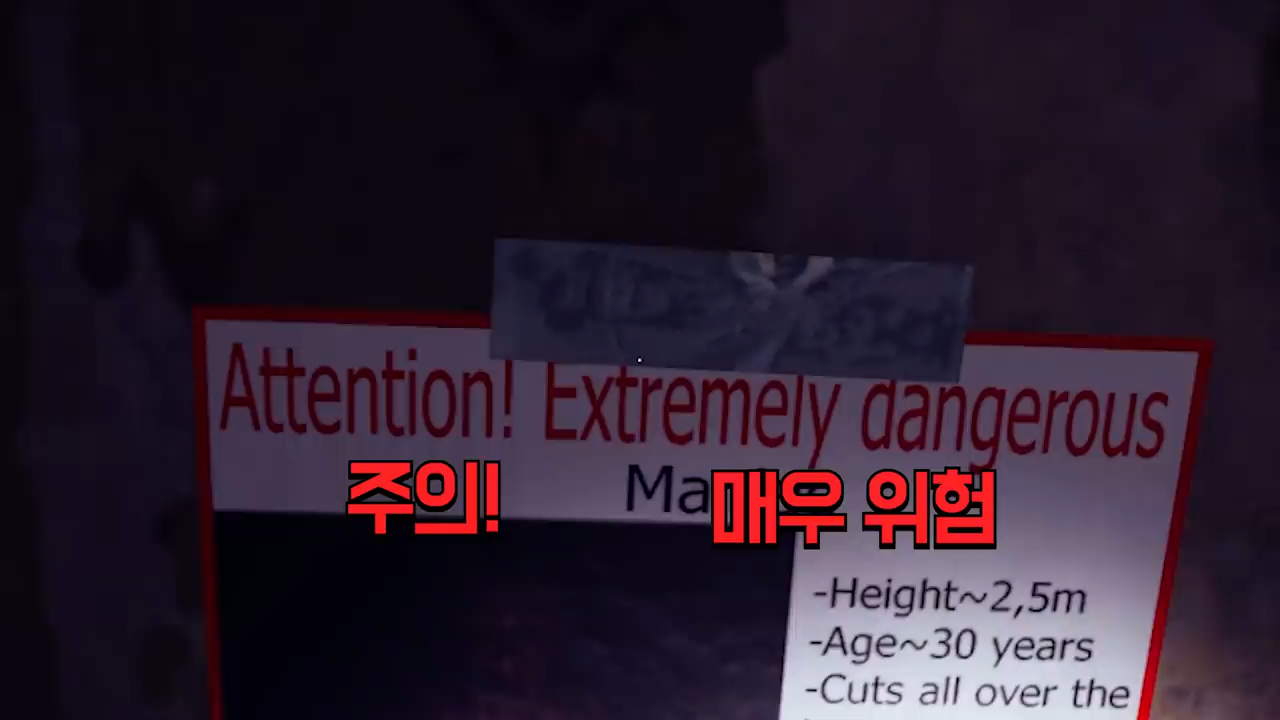 Attention! Extremely dangerous
주의! 매우 위험
-Height~2,5m
-Age~30 years
-Cuts all over the